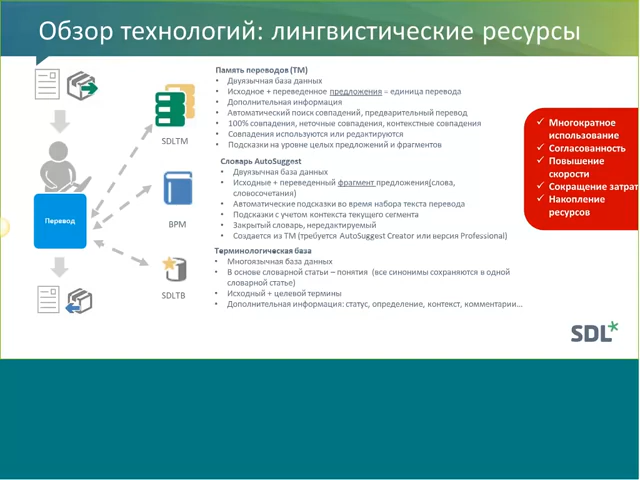 Обзор технологий: лингвистические ресурсы
Память переводов (TM)
• Двуязычная база данных
• Исходное + переведенное предложения = единица перевода
• Дополнительная информация
• Автоматический поиск совпадений, предварительный перевод
• 100% совпадения, неточные совпадения, контекстные совпадения
• Совпадения используются или редактируются
• Подсказки на уровне целых предложений и фрагментов
SDLTM
Словарь AutoSuggest
• Двуязычная база данных
• Исходные + переведенный фрагмент предложения(слова,
словосочетания)
• Автоматические подсказки во время набора текста перевода
• Подсказки с учетом контекста текущего сегмента
• Закрытый словарь, нередактируемый
• Создается из ТМ (требуется AutoSuggest Creator или версия Professional)
BPM
Терминологическая база
• Многоязычная база данных
• В основе словарной статьи – понятия (все синонимы сохраняются в одной
словарной статье)
• Исходный + целевой термины
• Дополнительная информация: статус, определение, контекст, комментарии…
SDLTB
Перевод
✓ Многократное
использование
✓ Согласованность
✓ Повышение
скорости
✓ Сокращение затрат
✓ Накопление
ресурсов
SDL*